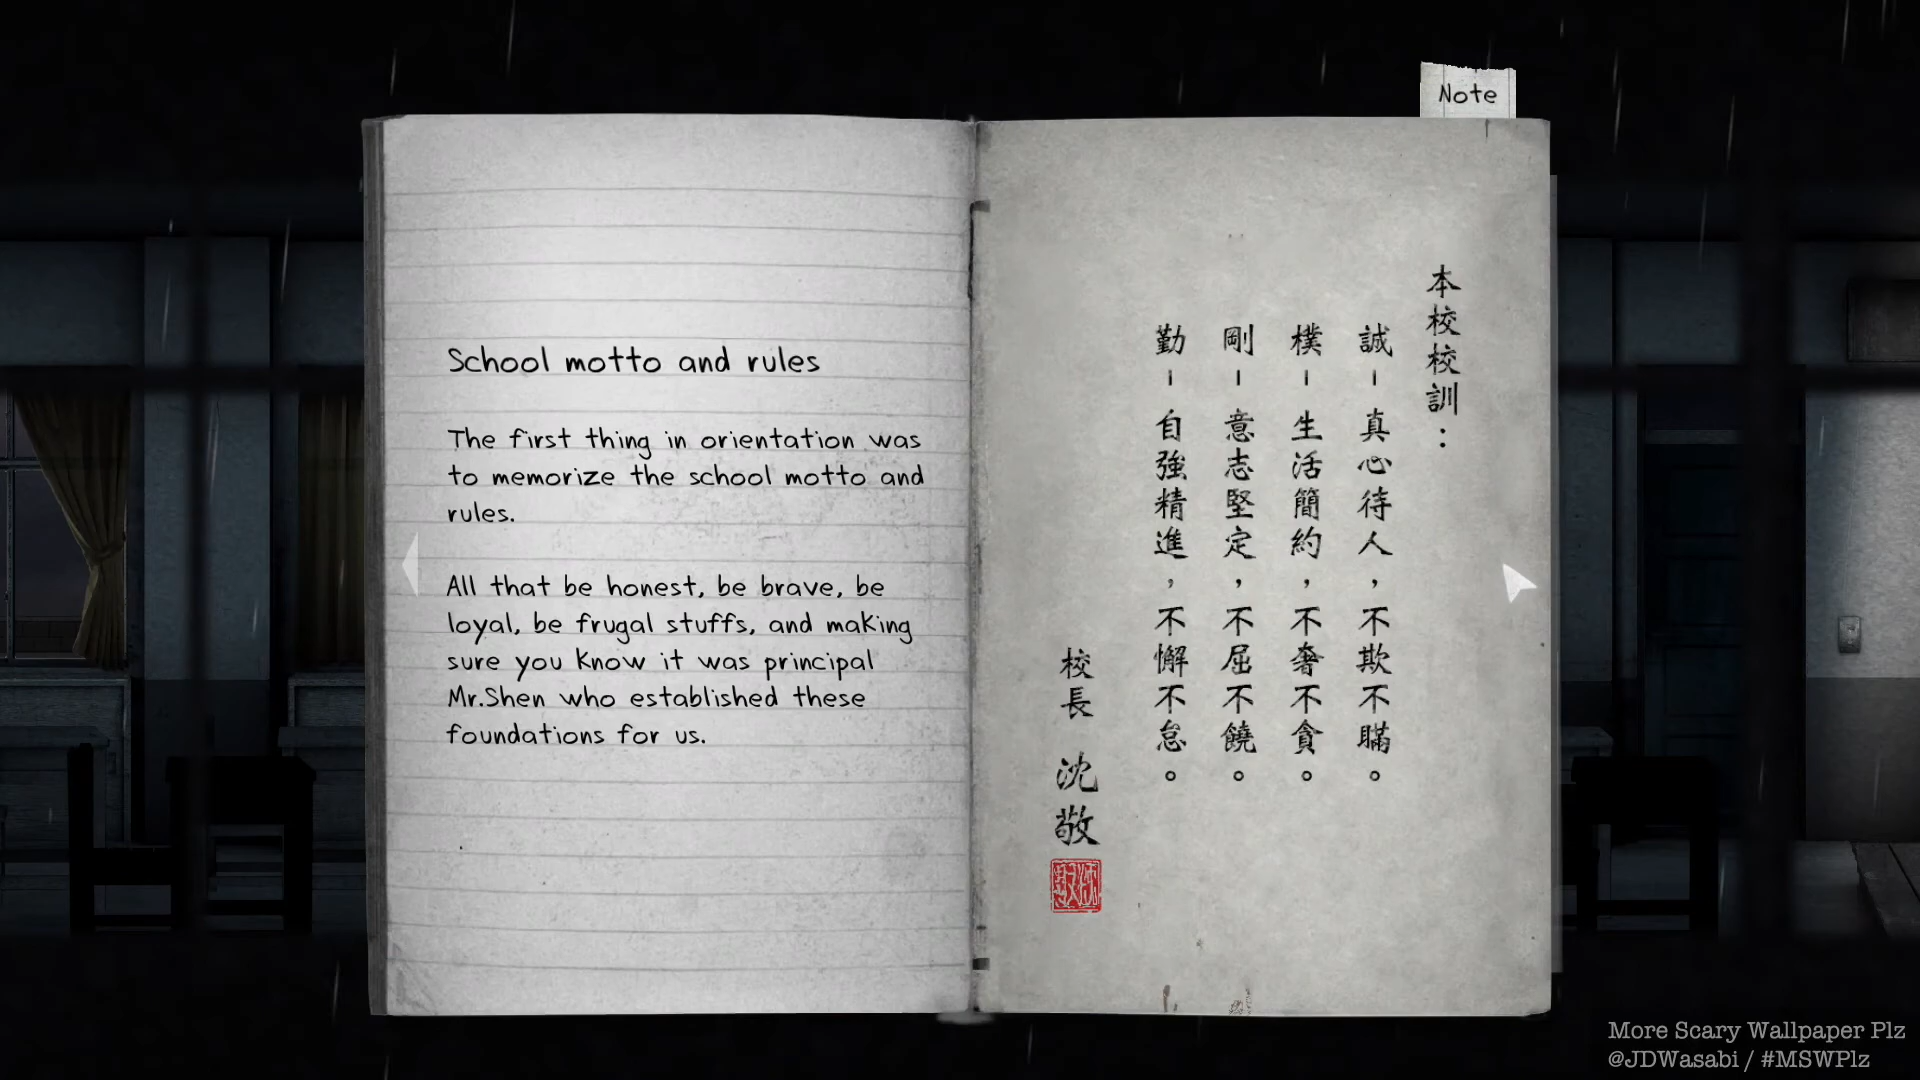 Note
School motto and rules
The first thing in orientation was
to memorize the school motto and
rules.
All that be honest, be brave, be
loyal, be frugal stuffs, and making
sure you know it was principal
Mr.Shen who established these
foundations for us.
本校校訓：
誠－真心待人，不欺不瞞。
樸－生活簡約，不奢不貪。
剛－意志堅定，不屈不饒。
勤－自強精進，不懈不怠。
校長 沈敬
More Scary Wallpaper Plz
@JDWasabi / #MSWPlz